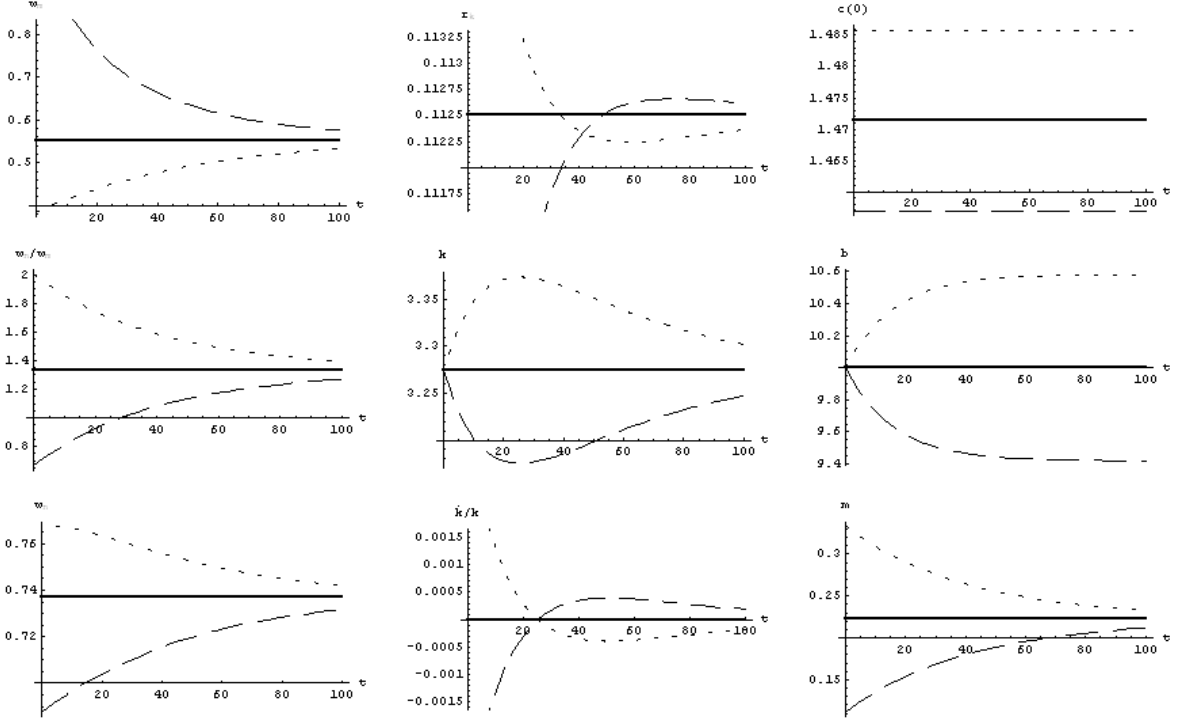 w
0.8
0.7
0.6
0.5
20 40 60 80 100 t
r
0.11325
0.113
0.11275
0.1125
0.11225
0.11175
20 40 60 80 100 t
c(0)
1.485
1.48
1.475
1.47
1.465
20 40 60 80 100 t
w /w
2
1.8
1.6
1.4
1.2
0.8
20 40 60 80 100 t
k
3.35
3.3
3.25
20 40 60 80 100 t
b
10.6
10.4
10.2
9.8
9.6
9.4
20 40 60 80 100 t
w
0.76
0.74
0.72
20 40 60 80 100 t
k̇/k
0.0015
0.001
0.0005
-0.0005
-0.001
-0.0015
20 40 60 80 100 t
m
0.3
0.25
0.15
20 40 60 80 100 t